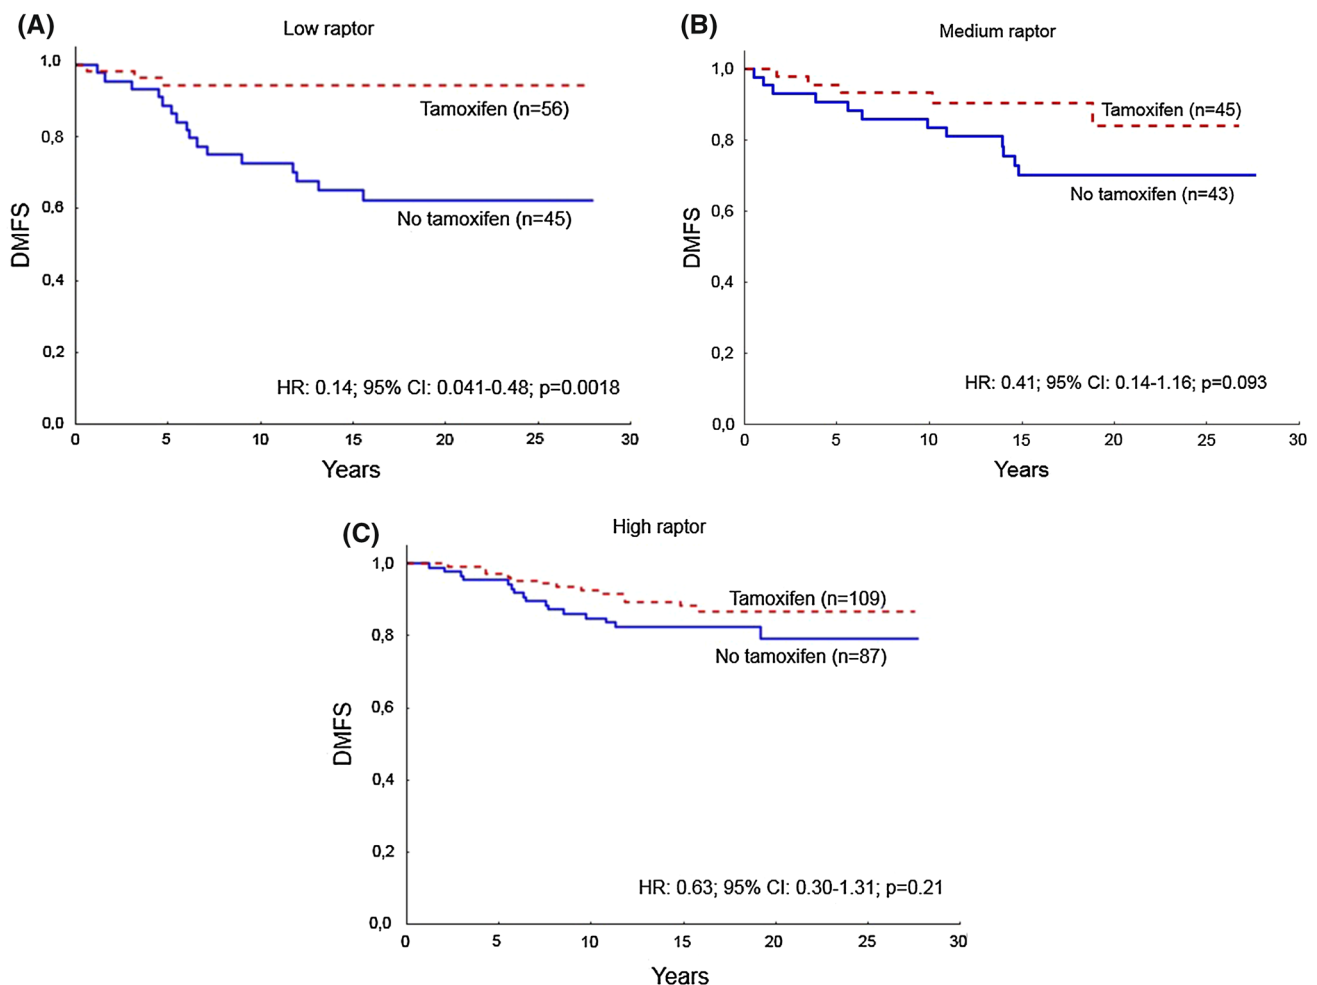 (A)
Low raptor
1,0
0,8
0,6
0,4
0,2
0,0
DMFS
Tamoxifen (n=56)
No tamoxifen (n=45)
HR: 0.14; 95% CI: 0.041-0.48; p=0.0018
0 5 10 15 20 25 30
Years
(B)
Medium raptor
1,0
0,8
0,6
0,4
0,2
0,0
DMFS
Tamoxifen (n=45)
No tamoxifen (n=43)
HR: 0.41; 95% CI: 0.14-1.16; p=0.093
0 5 10 15 20 25 30
Years
(C)
High raptor
1,0
0,8
0,6
0,4
0,2
0,0
DMFS
Tamoxifen (n=109)
No tamoxifen (n=87)
HR: 0.63; 95% CI: 0.30-1.31; p=0.21
0 5 10 15 20 25 30
Years